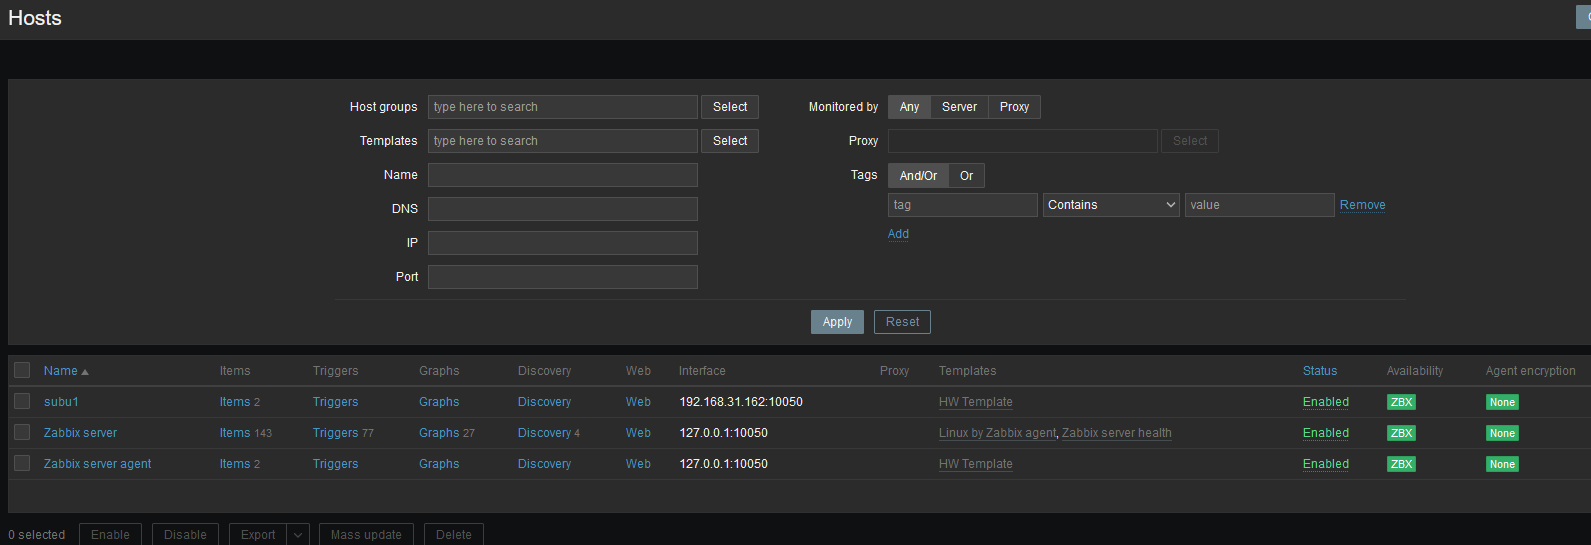 Hosts
Host groups type here to search Select Monitored by Any Server Proxy
Templates type here to search Select Proxy Select
Name Tags And/Or Or
DNS tag Contains value Remove
IP Add
Port
Apply Reset
Name Items Triggers Graphs Discovery Web Interface Proxy Templates Status Availability Agent encryption
subu1 Items 2 Triggers Graphs Discovery Web 192.168.31.162:10050 HW Template Enabled ZBX None
Zabbix server Items 143 Triggers 77 Graphs 27 Discovery 4 Web 127.0.0.1:10050 Linux by Zabbix agent, Zabbix server health Enabled ZBX None
Zabbix server agent Items 2 Triggers Graphs Discovery Web 127.0.0.1:10050 HW Template Enabled ZBX None
0 selected Enable Disable Export Mass update Delete